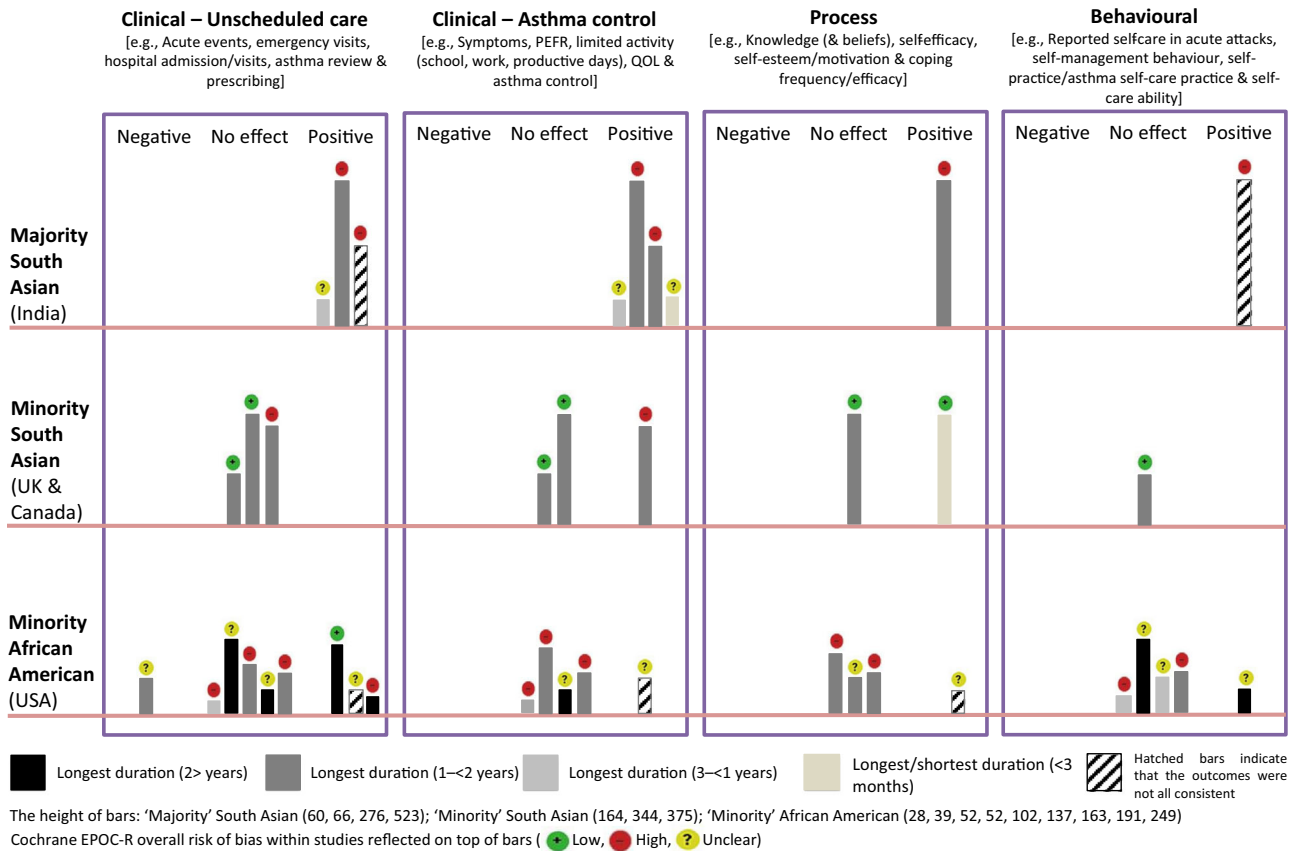 Clinical – Unscheduled care
[e.g., Acute events, emergency visits,
hospital admission/visits, asthma review &
prescribing]
Clinical – Asthma control
[e.g., Symptoms, PEFR, limited activity
(school, work, productive days), QOL &
asthma control]
Process
[e.g., Knowledge (& beliefs), selfefficacy,
self-esteem/motivation & coping
frequency/efficacy]
Behavioural
[e.g., Reported selfcare in acute attacks,
self-management behaviour, self-
practice/asthma self-care practice & self-
care ability]
Negative No effect Positive
Negative No effect Positive
Negative No effect Positive
Negative No effect Positive
Majority
South
Asian
(India)
- ? -
- ? - ?
-
-
Minority
South
Asian
(UK &
Canada)
+ + -
+ + -
+ +
+
Minority
African
American
(USA)
? - ? - ? - + ? -
- - ? - ?
- ? - ?
- ? ? - ?
Longest duration (2> years)
Longest duration (1–<2 years)
Longest duration (3–<1 years)
Longest/shortest duration (<3
months)
Hatched bars indicate
that the outcomes were
not all consistent
The height of bars: ‘Majority’ South Asian (60, 66, 276, 523); ‘Minority’ South Asian (164, 344, 375); ‘Minority’ African American (28, 39, 52, 52, 102, 137, 163, 191, 249)
Cochrane EPOC-R overall risk of bias within studies reflected on top of bars ( + Low, - High, ? Unclear)